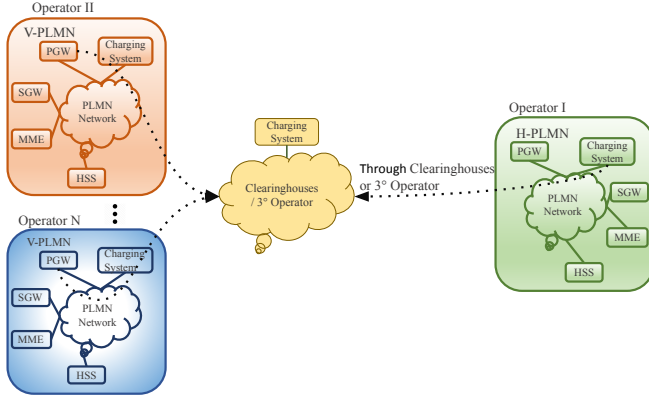 Operator II
V-PLMN
PGW
Charging
System
SGW
PLMN
Network
MME
HSS
Operator N
V-PLMN
PGW
Charging
System
SGW
PLMN
Network
MME
HSS
Charging
System
Clearinghouses
/ 3° Operator
Through Clearinghouses
or 3° Operator
Operator I
H-PLMN
PGW
Charging
System
SGW
PLMN
Network
MME
HSS